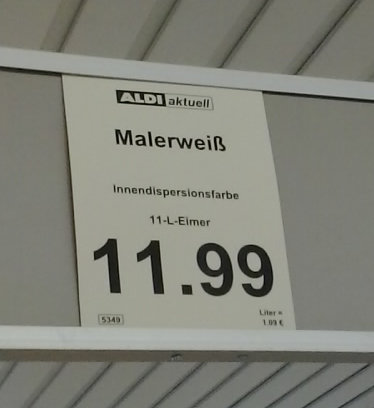 ALDI aktuell
Malerweiß
Innendispersionsfarbe
11-L-Eimer
11.99
5349
Liter =
1.09 €